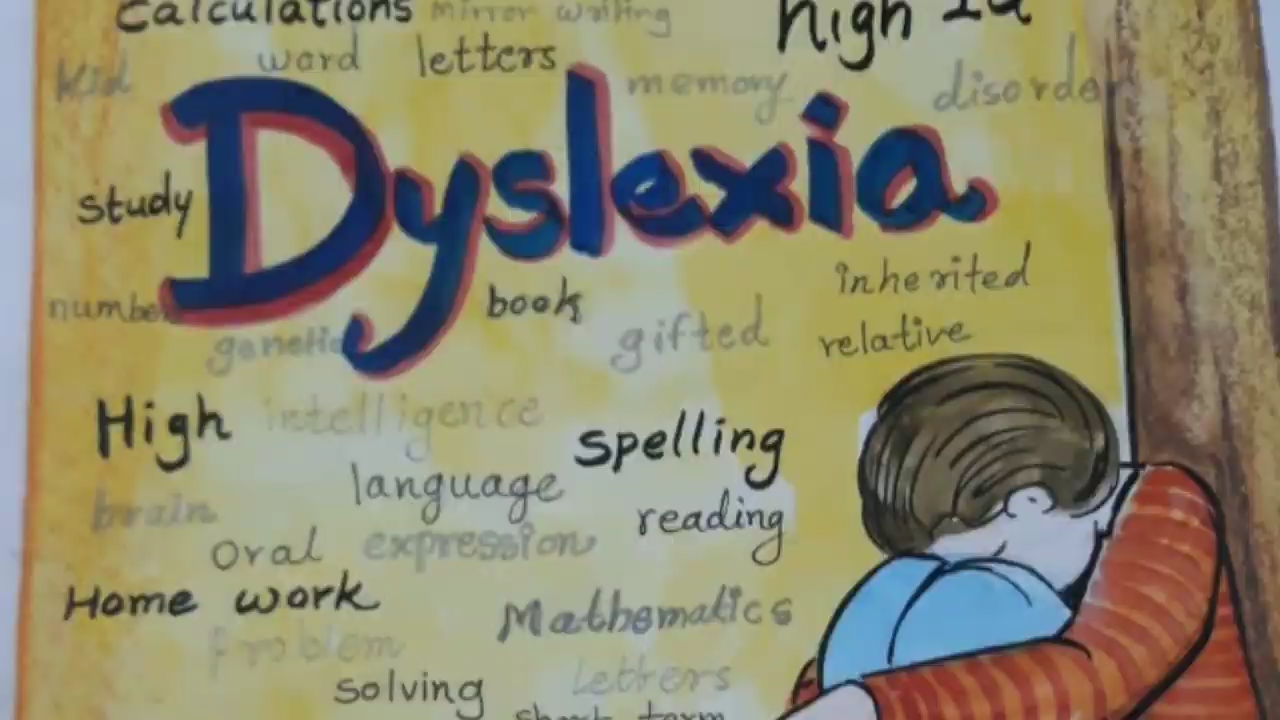 Calculations mirror writing high IQ
Kid word letters memory disorder
Dyslexia
study
number book inherited
genetic gifted relative
High intelligence spelling
brain language reading
oral expression
Home work Mathematics
Problem
solving Letters
short term